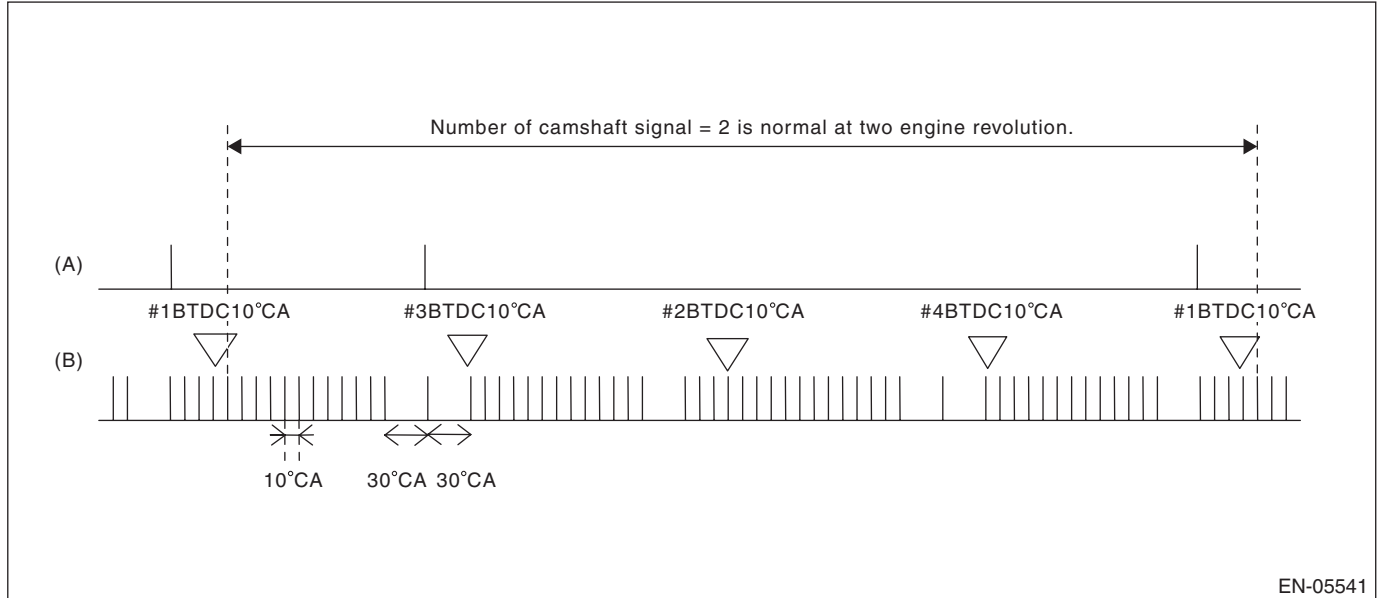 Number of camshaft signal = 2 is normal at two engine revolution.
(A)
#1BTDC10°CA #3BTDC10°CA #2BTDC10°CA #4BTDC10°CA #1BTDC10°CA
(B)
10°CA 30°CA 30°CA
EN-05541